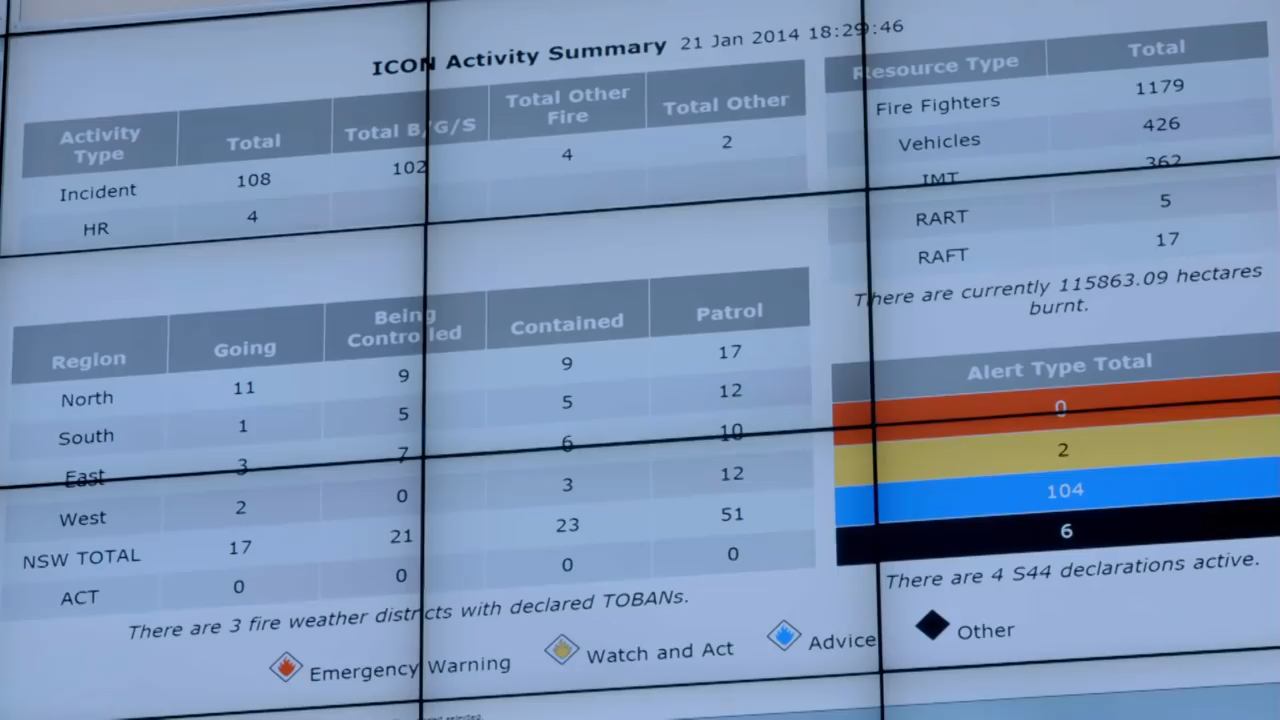 ICON Activity Summary 21 Jan 2014 18:29:46
Activity Type Total Total B/G/S Total Other Fire Total Other
Incident 108 102 4 2
HR 4
Resource Type Total
Fire Fighters 1179
Vehicles 426
IMT 362
RART 5
RAFT 17
There are currently 115863.09 hectares
burnt.
Region Going Being Controlled Contained Patrol
North 11 9 9 17
South 1 5 5 12
East 3 7 6 10
West 2 0 3 12
NSW TOTAL 17 21 23 51
ACT 0 0 0 0
Alert Type Total
0
2
104
6
There are 3 fire weather districts with declared TOBANs.
There are 4 S44 declarations active.
Emergency Warning Watch and Act Advice Other